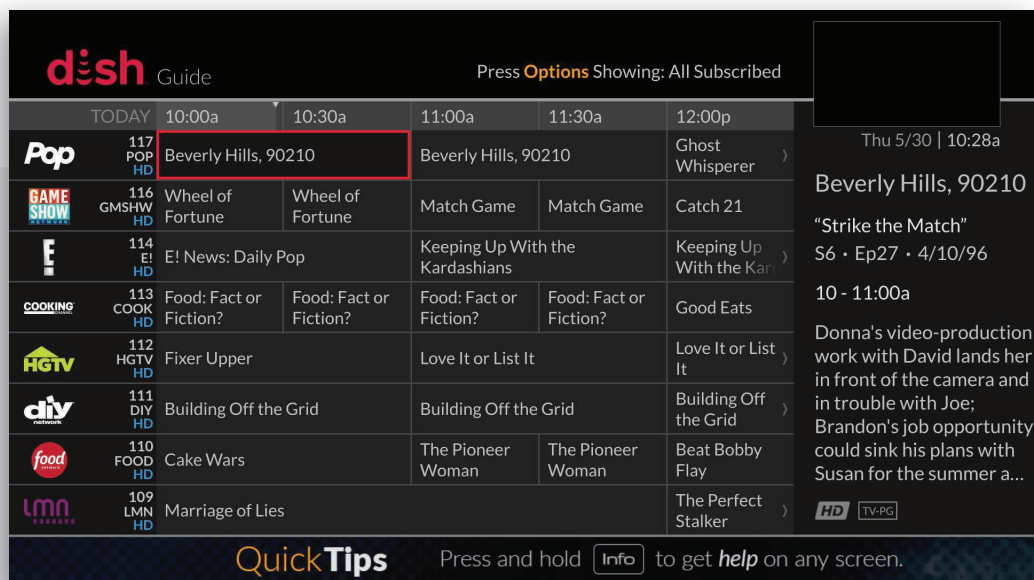 dish Guide
Press Options Showing: All Subscribed
TODAY 10:00a 10:30a 11:00a 11:30a 12:00p
Pop 117 POP HD
Beverly Hills, 90210
Beverly Hills, 90210
Ghost
Whisperer
GAME SHOW NETWORK 116 GMSHW HD
Wheel of
Fortune
Wheel of
Fortune
Match Game
Match Game
Catch 21
E! 114 E! HD
E! News: Daily Pop
Keeping Up With the
Kardashians
Keeping Up
With the Kar
COOKING CHANNEL 113 COOK HD
Food: Fact or
Fiction?
Food: Fact or
Fiction?
Food: Fact or
Fiction?
Food: Fact or
Fiction?
Good Eats
HGTV 112 HGTV HD
Fixer Upper
Love It or List It
Love It or List
It
diy network 111 DIY HD
Building Off the Grid
Building Off the Grid
Building Off
the Grid
food network 110 FOOD HD
Cake Wars
The Pioneer
Woman
The Pioneer
Woman
Beat Bobby
Flay
lmn 109 LMN HD
Marriage of Lies
The Perfect
Stalker
Thu 5/30 | 10:28a
Beverly Hills, 90210
“Strike the Match”
S6 · Ep27 · 4/10/96
10 - 11:00a
Donna's video-production
work with David lands her
in front of the camera and
in trouble with Joe;
Brandon's job opportunity
could sink his plans with
Susan for the summer a...
HD TV-PG
QuickTips Press and hold Info to get help on any screen.